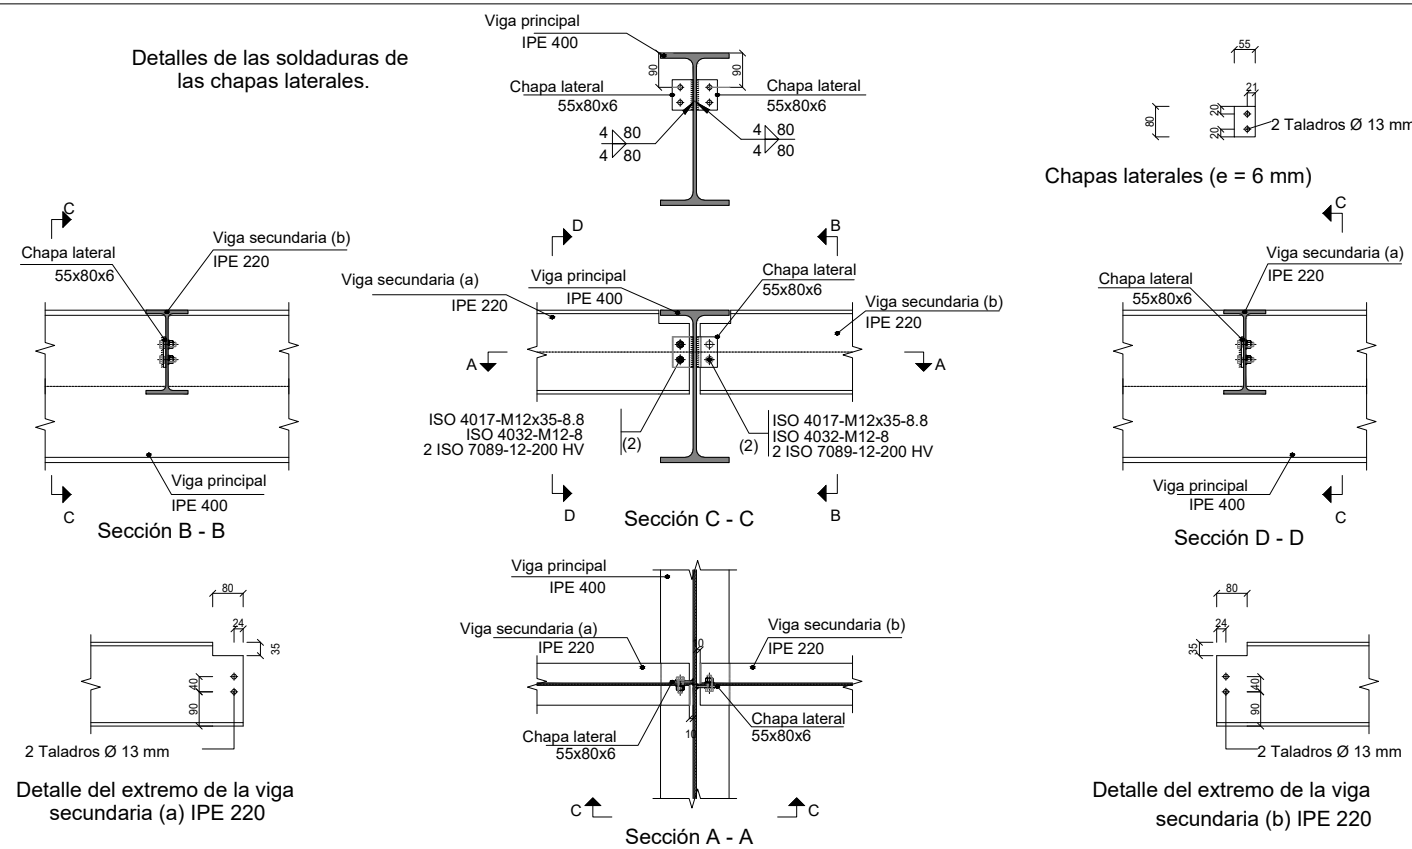 Detalles de las soldaduras de
las chapas laterales.
Viga principal
IPE 400
90
90
Chapa lateral
55x80x6
Chapa lateral
55x80x6
4 80
4 80
4 80
4 80
55
21
80
20
20
2 Taladros Ø 13 mm
Chapas laterales (e = 6 mm)
C
Chapa lateral
55x80x6
Viga secundaria (b)
IPE 220
Viga principal
IPE 400
C
Sección B - B
D
B
Viga secundaria (a)
IPE 220
Viga principal
IPE 400
Chapa lateral
55x80x6
Viga secundaria (b)
IPE 220
A
A
ISO 4017-M12x35-8.8
ISO 4032-M12-8
2 ISO 7089-12-200 HV
(2)
(2)
ISO 4017-M12x35-8.8
ISO 4032-M12-8
2 ISO 7089-12-200 HV
D
B
Sección C - C
C
Viga secundaria (a)
IPE 220
Chapa lateral
55x80x6
Viga principal
IPE 400
C
Sección D - D
80
24
35
40
90
2 Taladros Ø 13 mm
Detalle del extremo de la viga
secundaria (a) IPE 220
Viga principal
IPE 400
Viga secundaria (a)
IPE 220
10
Viga secundaria (b)
IPE 220
Chapa lateral
55x80x6
10
Chapa lateral
55x80x6
C
C
Sección A - A
80
24
35
40
90
2 Taladros Ø 13 mm
Detalle del extremo de la viga
secundaria (b) IPE 220